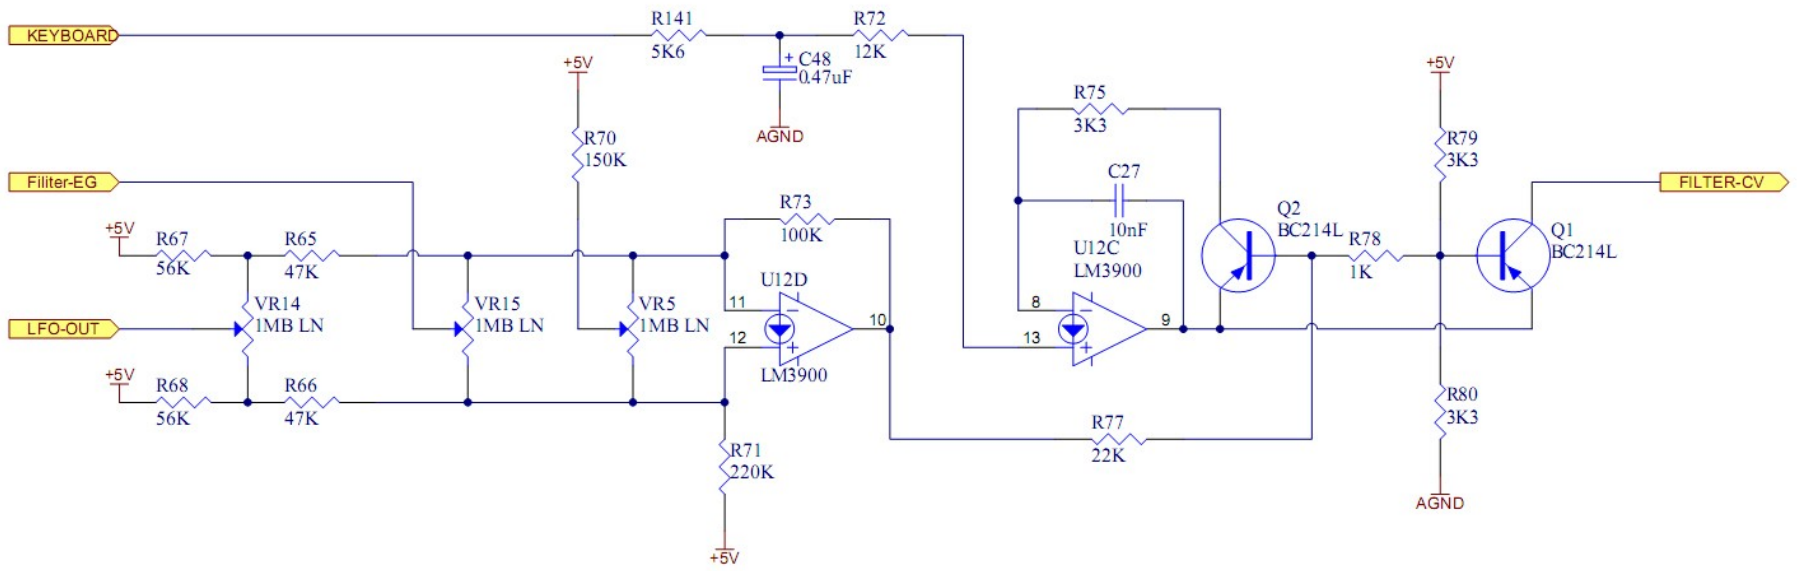 KEYBOARD
R141
5K6
+
C48
0.47uF
AGND
R72
12K
+5V
R70
150K
Filiter-EG
+5V
R67
56K
R65
47K
LFO-OUT
VR14
1MB LN
VR15
1MB LN
VR5
1MB LN
+5V
R68
56K
R66
47K
R73
100K
U12D
11
12
10
LM3900
R71
220K
+5V
R75
3K3
C27
10nF
U12C
LM3900
8
13
9
Q2
BC214L
R78
1K
R77
22K
+5V
R79
3K3
R80
3K3
AGND
Q1
BC214L
FILTER-CV